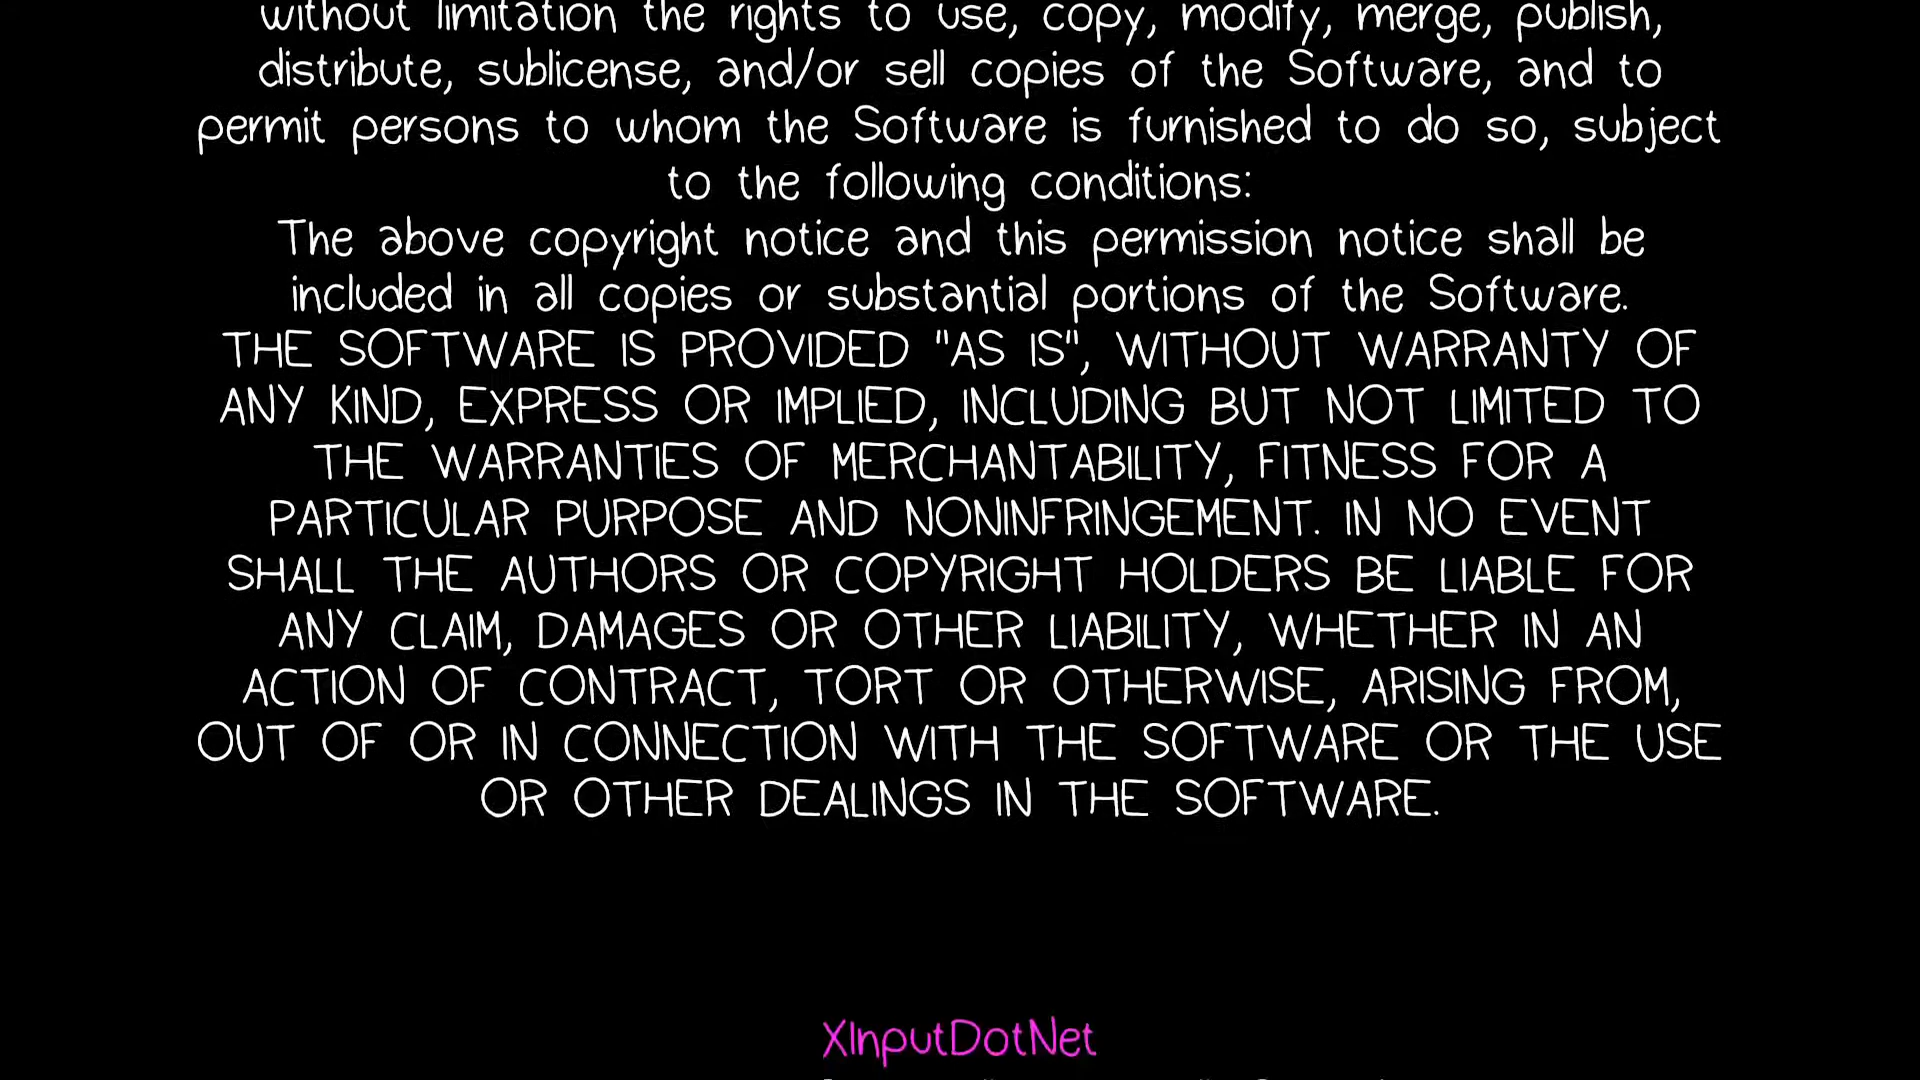 without limitation the rights to use, copy, modify, merge, publish,
distribute, sublicense, and/or sell copies of the Software, and to
permit persons to whom the Software is furnished to do so, subject
to the following conditions:
The above copyright notice and this permission notice shall be
included in all copies or substantial portions of the Software.
THE SOFTWARE IS PROVIDED "AS IS", WITHOUT WARRANTY OF
ANY KIND, EXPRESS OR IMPLIED, INCLUDING BUT NOT LIMITED TO
THE WARRANTIES OF MERCHANTABILITY, FITNESS FOR A
PARTICULAR PURPOSE AND NONINFRINGEMENT. IN NO EVENT
SHALL THE AUTHORS OR COPYRIGHT HOLDERS BE LIABLE FOR
ANY CLAIM, DAMAGES OR OTHER LIABILITY, WHETHER IN AN
ACTION OF CONTRACT, TORT OR OTHERWISE, ARISING FROM,
OUT OF OR IN CONNECTION WITH THE SOFTWARE OR THE USE
OR OTHER DEALINGS IN THE SOFTWARE.
XInputDotNet